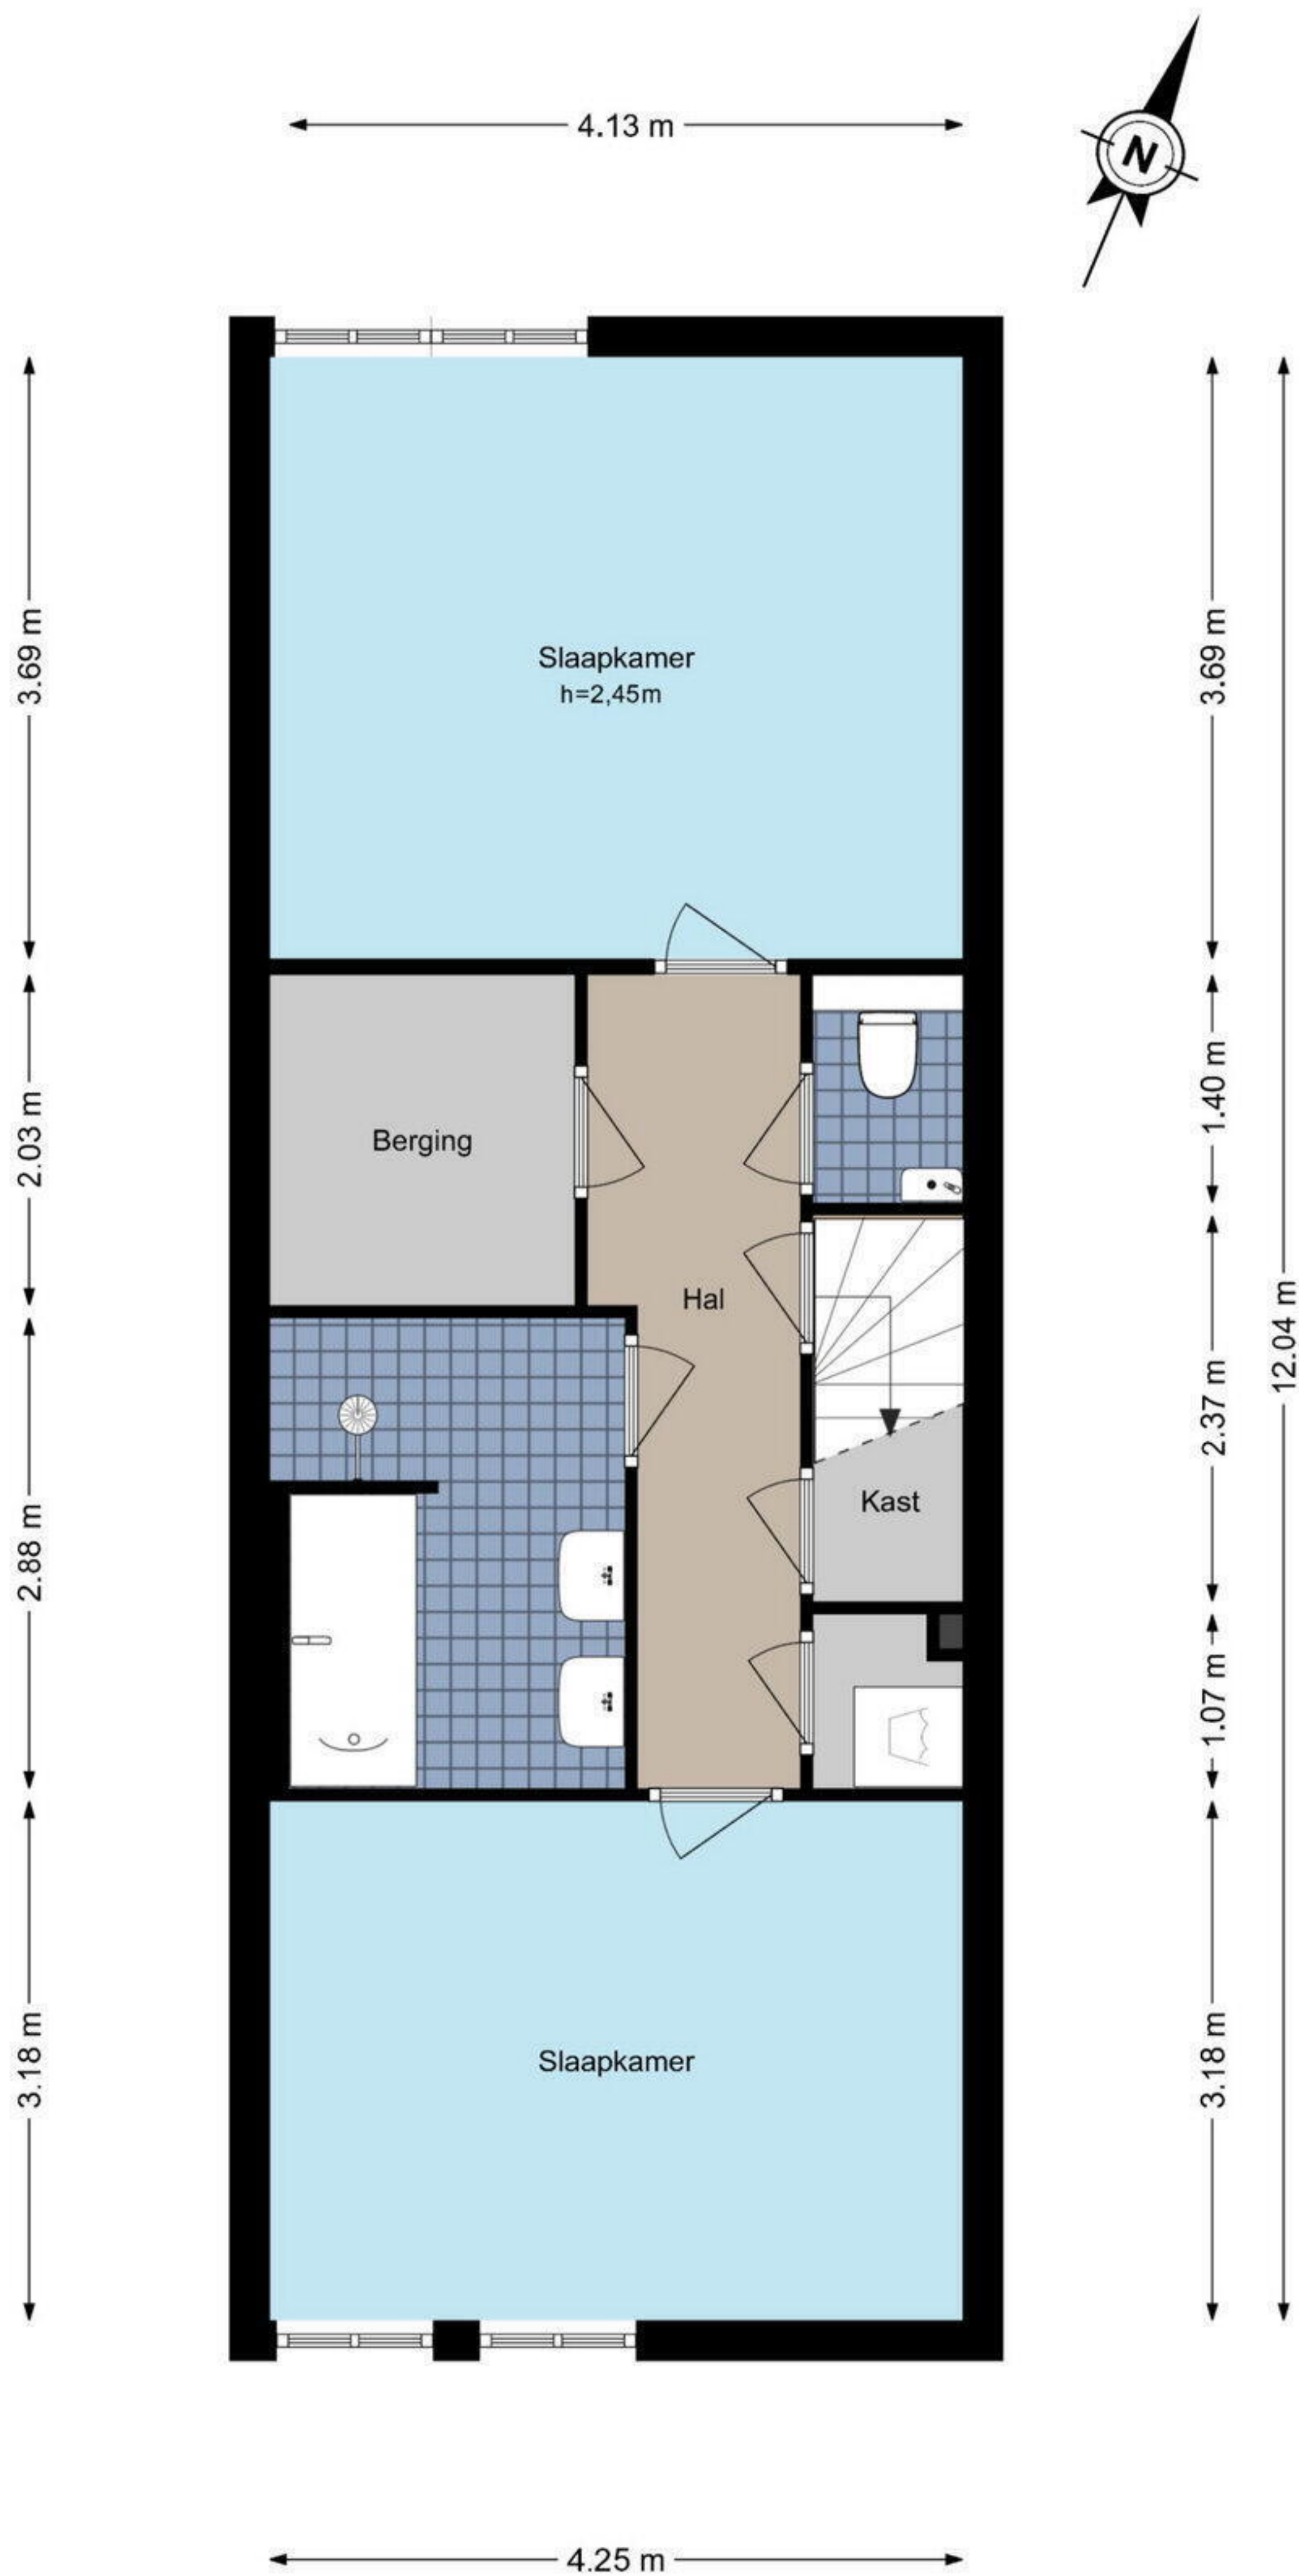 4.13 m
N
3.69 m
3.69 m
Slaapkamer
h=2,45m
2.03 m
1.40 m
Berging
Hal
12.04 m
2.37 m
2.88 m
Kast
1.07 m
3.18 m
3.18 m
Slaapkamer
4.25 m